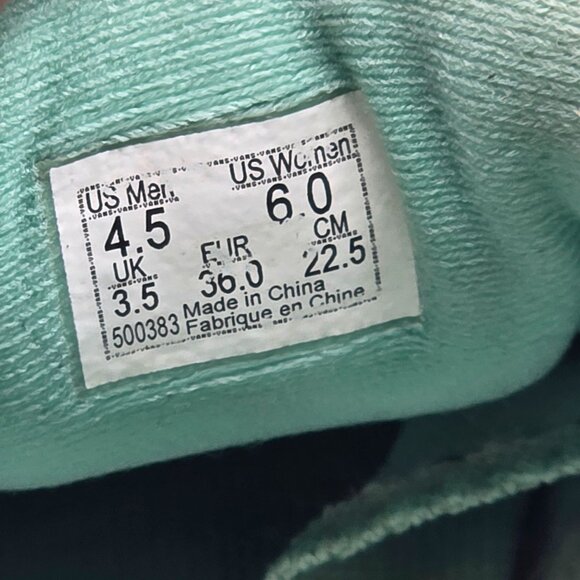 US Men US Women
4.5 6.0
UK EUR CM
3.5 36.0 22.5
Made in China
500383 Fabrique en Chine